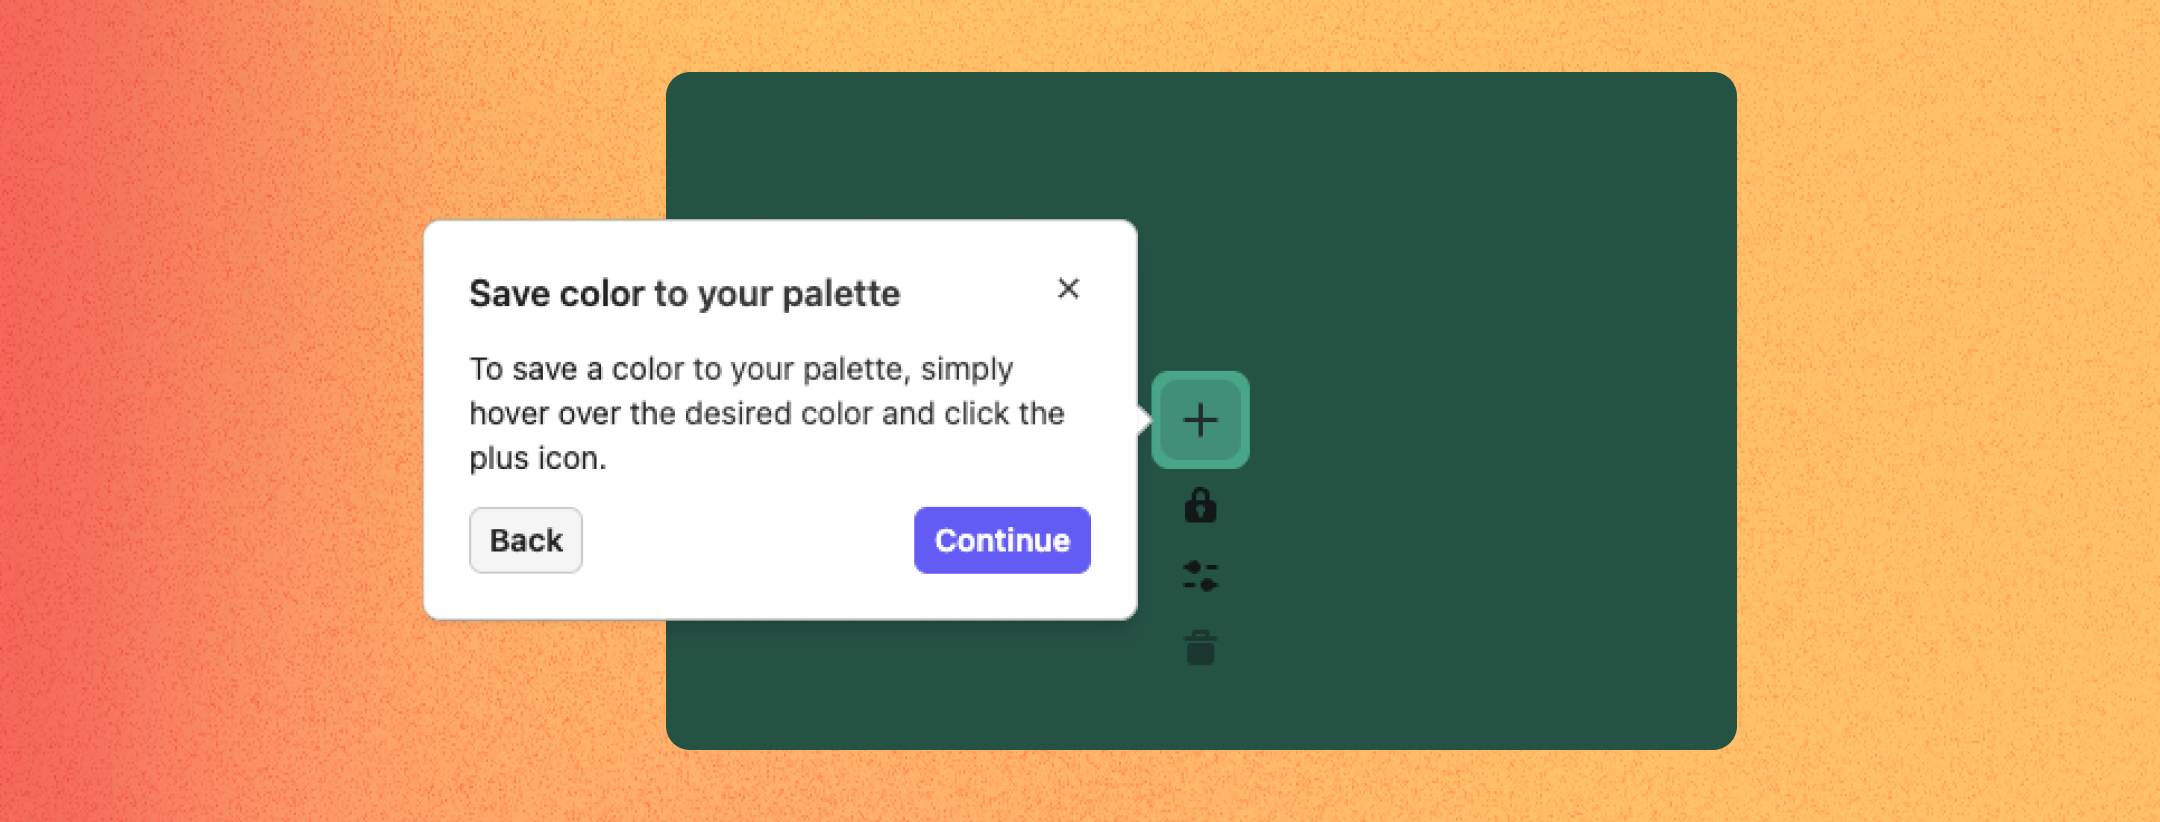 Save color to your palette
To save a color to your palette, simply
hover over the desired color and click the
plus icon.
Back
Continue